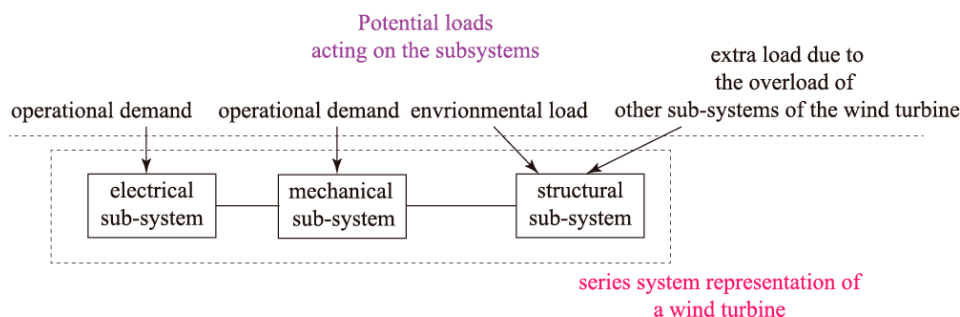 Potential loads
acting on the subsystems
extra load due to
the overload of
other sub-systems of the wind turbine
operational demand
operational demand
envrionmental load
electrical
sub-system
mechanical
sub-system
structural
sub-system
series system representation of
a wind turbine